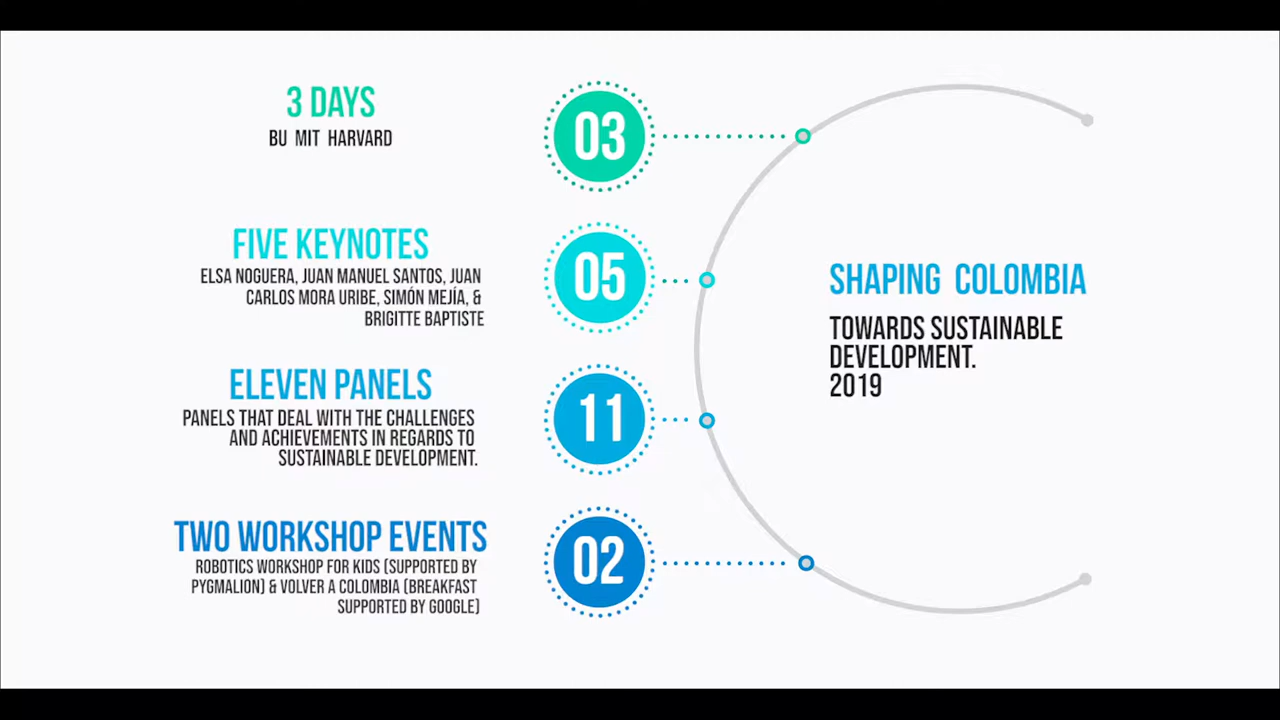 3 DAYS
BU MIT HARVARD
03
FIVE KEYNOTES
ELSA NOGUERA, JUAN MANUEL SANTOS, JUAN
CARLOS MORA URIBE, SIMÓN MEJÍA, &
BRIGITTE BAPTISTE
05
ELEVEN PANELS
PANELS THAT DEAL WITH THE CHALLENGES
AND ACHIEVEMENTS IN REGARDS TO
SUSTAINABLE DEVELOPMENT.
11
TWO WORKSHOP EVENTS
ROBOTICS WORKSHOP FOR KIDS (SUPPORTED BY
PYGMALION) & VOLVER A COLOMBIA (BREAKFAST
SUPPORTED BY GOOGLE)
02
SHAPING COLOMBIA
TOWARDS SUSTAINABLE
DEVELOPMENT.
2019